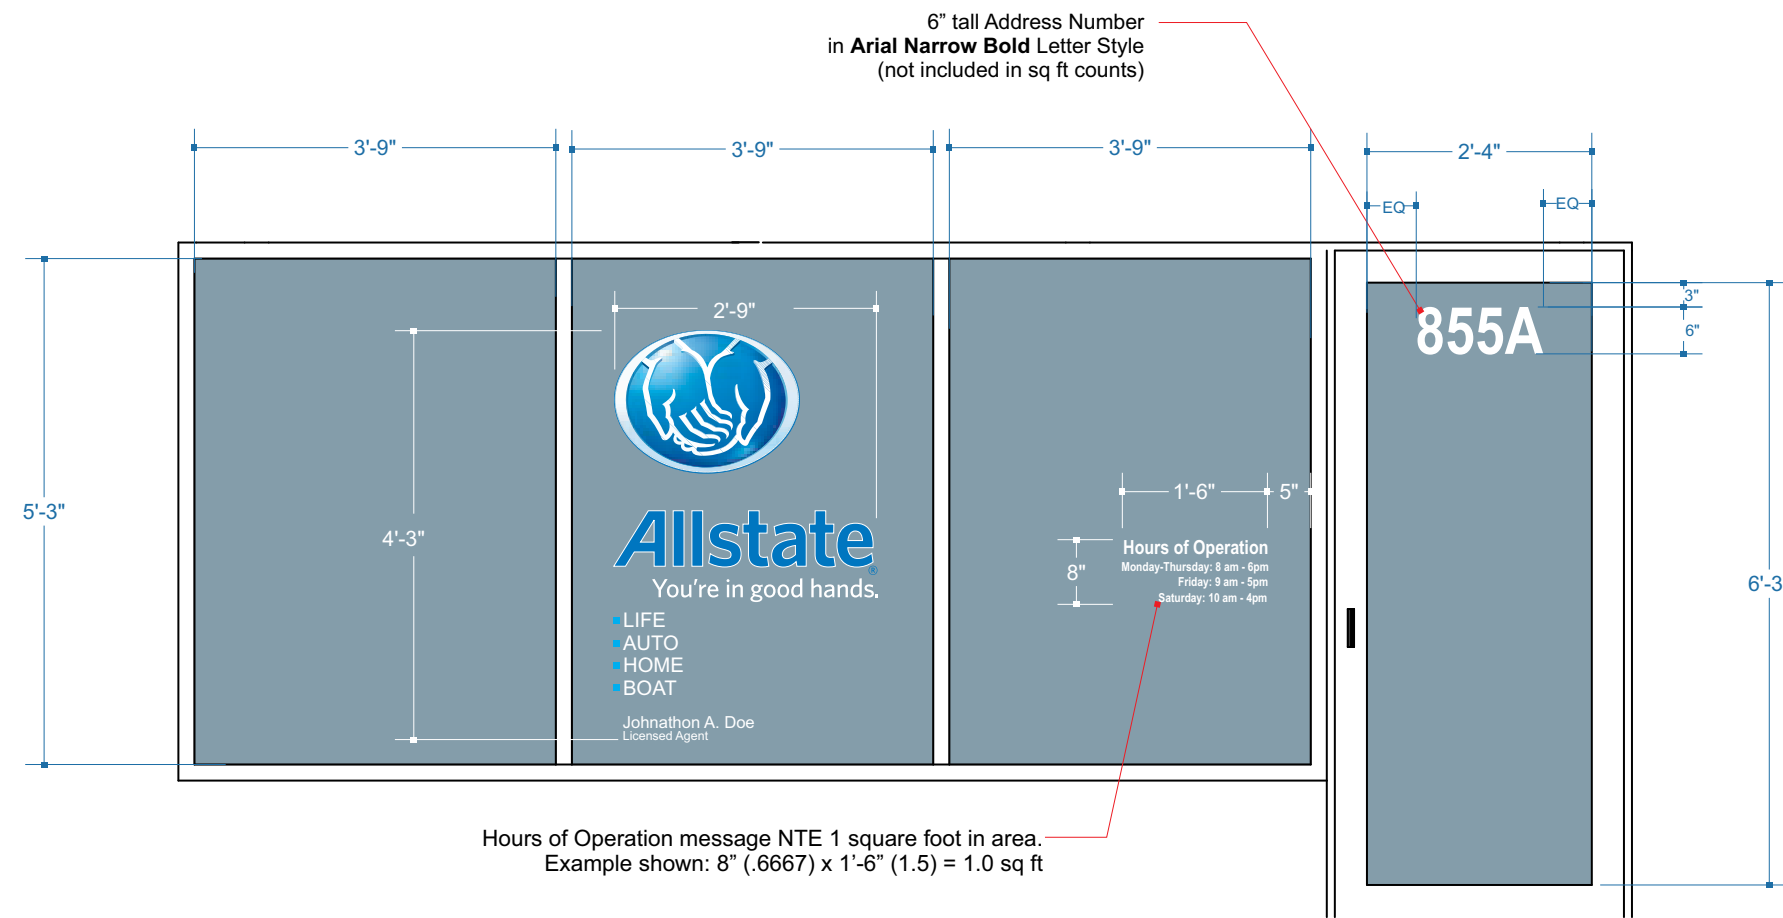 6” tall Address Number
in Arial Narrow Bold Letter Style
(not included in sq ft counts)
3'-9"
3'-9"
3'-9"
2'-4"
EQ
EQ
3"
6"
855A
2'-9"
5'-3"
4'-3"
Allstate®
You're in good hands.
LIFE
AUTO
HOME
BOAT
Johnathon A. Doe
Licensed Agent
1'-6"
5"
8"
Hours of Operation
Monday-Thursday: 8 am - 6pm
Friday: 9 am - 5pm
Saturday: 10 am - 4pm
6'-3
Hours of Operation message NTE 1 square foot in area.
Example shown: 8” (.6667) x 1’-6” (1.5) = 1.0 sq ft